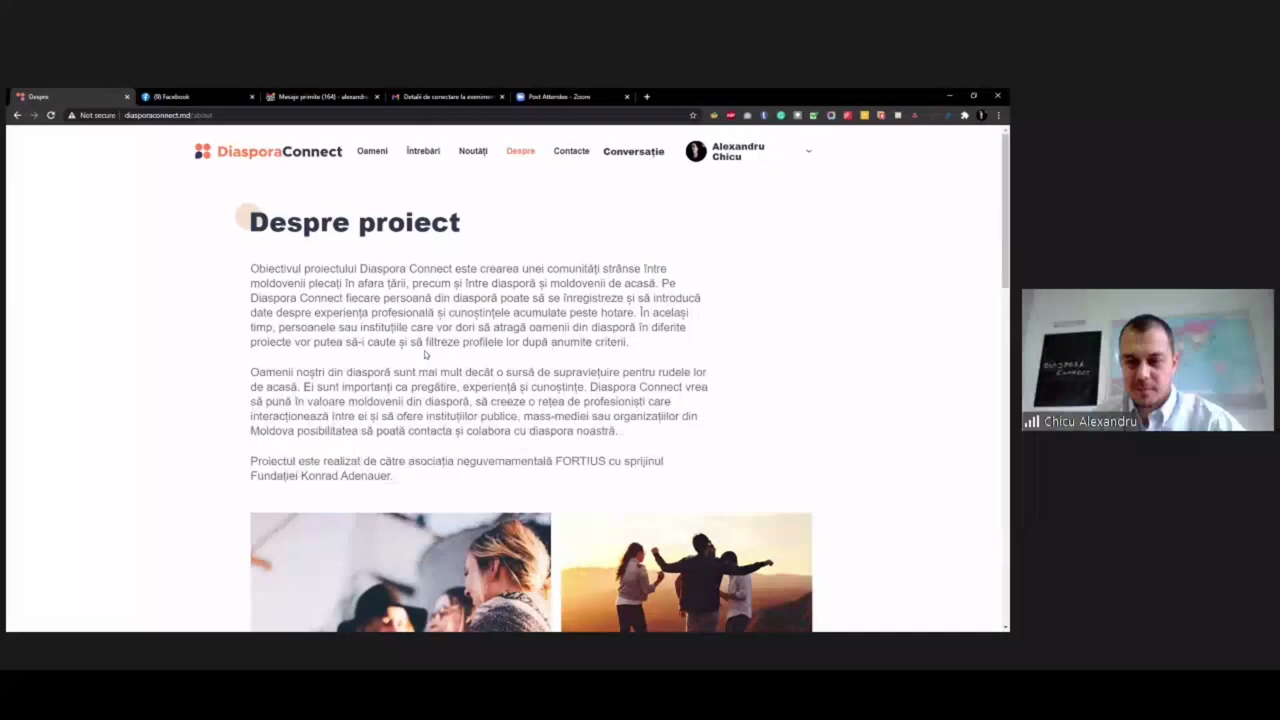 Despre
(9) Facebook
Mesaje primite (164) - alexandru
Detalii de conectare la evenimen
Post Attendee - Zoom
Not secure
diasporaconnect.md/about
DiasporaConnect
Oameni
Întrebări
Noutăți
Despre
Contacte
Conversație
Alexandru
Chicu
Despre proiect
Obiectivul proiectului Diaspora Connect este crearea unei comunități strânse între
moldovenii plecați în afara țării, precum și între diasporă și moldovenii de acasă. Pe
Diaspora Connect fiecare persoană din diasporă poate să se înregistreze și să introducă
date despre experiența profesională și cunoștințele acumulate peste hotare. În același
timp, persoanele sau instituțiile care vor dori să atragă oamenii din diasporă în diferite
proiecte vor putea să-i caute și să filtreze profilele lor după anumite criterii.
Oamenii noștri din diasporă sunt mai mult decât o sursă de supraviețuire pentru rudele lor
de acasă. Ei sunt importanți ca pregătire, experiență și cunoștințe. Diaspora Connect vrea
să pună în valoare moldovenii din diasporă, să creeze o rețea de profesioniști care
interacționează între ei și să ofere instituțiilor publice, mass-mediei sau organizațiilor din
Moldova posibilitatea să poată contacta și colabora cu diaspora noastră.
Proiectul este realizat de către asociația neguvernamentală FORTIUS cu sprijinul
Fundației Konrad Adenauer.
DIASPORA
CONNECT
Chicu Alexandru